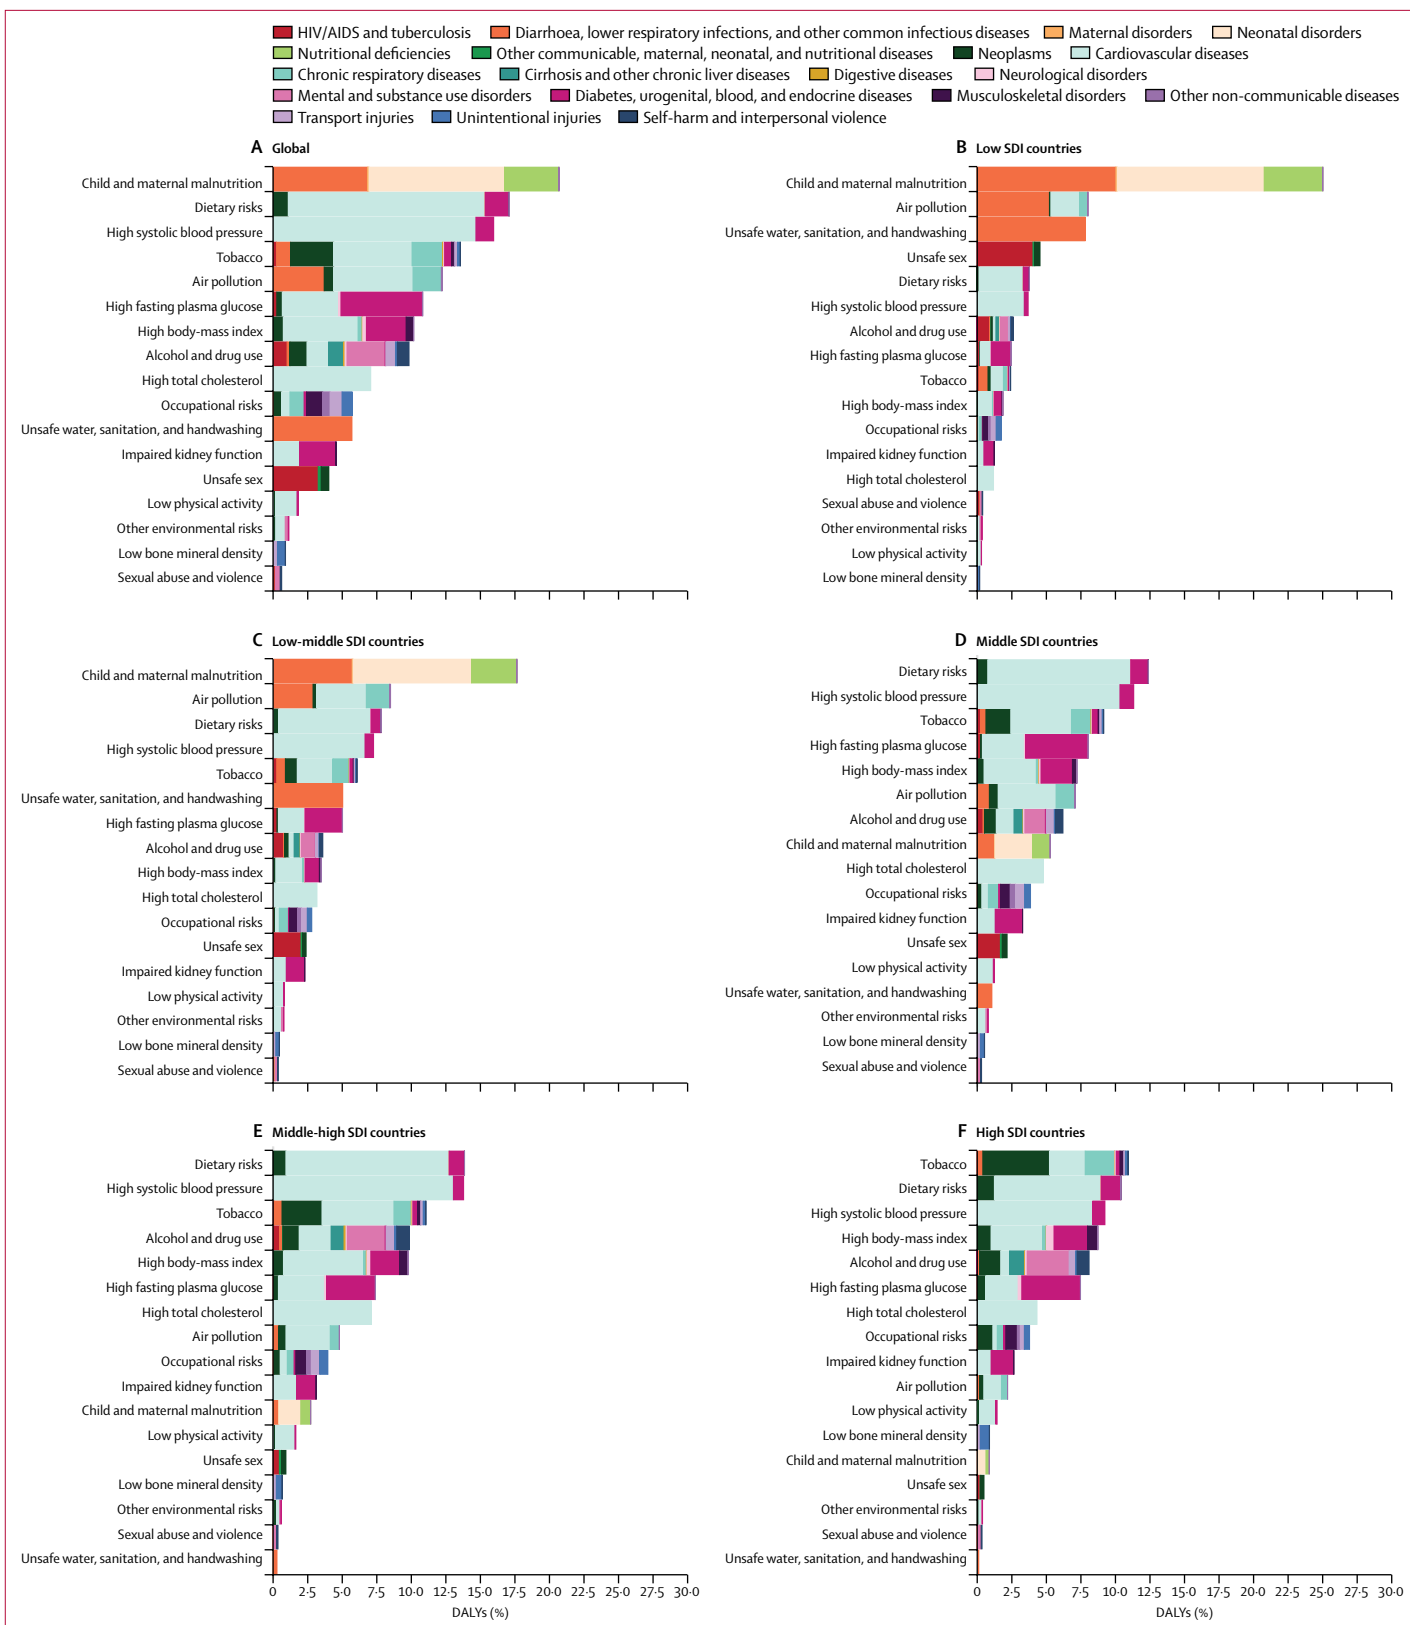 HIV/AIDS and tuberculosis Diarrhoea, lower respiratory infections, and other common infectious diseases Maternal disorders Neonatal disorders
Nutritional deficiencies Other communicable, maternal, neonatal, and nutritional diseases Neoplasms Cardiovascular diseases
Chronic respiratory diseases Cirrhosis and other chronic liver diseases Digestive diseases Neurological disorders
Mental and substance use disorders Diabetes, urogenital, blood, and endocrine diseases Musculoskeletal disorders Other non-communicable diseases
Transport injuries Unintentional injuries Self-harm and interpersonal violence
A Global
Child and maternal malnutrition
Dietary risks
High systolic blood pressure
Tobacco
Air pollution
High fasting plasma glucose
High body-mass index
Alcohol and drug use
High total cholesterol
Occupational risks
Unsafe water, sanitation, and handwashing
Impaired kidney function
Unsafe sex
Low physical activity
Other environmental risks
Low bone mineral density
Sexual abuse and violence
B Low SDI countries
Child and maternal malnutrition
Air pollution
Unsafe water, sanitation, and handwashing
Unsafe sex
Dietary risks
High systolic blood pressure
Alcohol and drug use
High fasting plasma glucose
Tobacco
High body-mass index
Occupational risks
Impaired kidney function
High total cholesterol
Sexual abuse and violence
Other environmental risks
Low physical activity
Low bone mineral density
C Low-middle SDI countries
Child and maternal malnutrition
Air pollution
Dietary risks
High systolic blood pressure
Tobacco
Unsafe water, sanitation, and handwashing
High fasting plasma glucose
Alcohol and drug use
High body-mass index
High total cholesterol
Occupational risks
Unsafe sex
Impaired kidney function
Low physical activity
Other environmental risks
Low bone mineral density
Sexual abuse and violence
D Middle SDI countries
Dietary risks
High systolic blood pressure
Tobacco
High fasting plasma glucose
High body-mass index
Air pollution
Alcohol and drug use
Child and maternal malnutrition
High total cholesterol
Occupational risks
Impaired kidney function
Unsafe sex
Low physical activity
Unsafe water, sanitation, and handwashing
Other environmental risks
Low bone mineral density
Sexual abuse and violence
E Middle-high SDI countries
Dietary risks
High systolic blood pressure
Tobacco
Alcohol and drug use
High body-mass index
High fasting plasma glucose
High total cholesterol
Air pollution
Occupational risks
Impaired kidney function
Child and maternal malnutrition
Low physical activity
Unsafe sex
Low bone mineral density
Other environmental risks
Sexual abuse and violence
Unsafe water, sanitation, and handwashing
0 2·5 5·0 7·5 10·0 12·5 15·0 17·5 20·0 22·5 25·0 27·5 30·0
DALYs (%)
F High SDI countries
Tobacco
Dietary risks
High systolic blood pressure
High body-mass index
Alcohol and drug use
High fasting plasma glucose
High total cholesterol
Occupational risks
Impaired kidney function
Air pollution
Low physical activity
Low bone mineral density
Child and maternal malnutrition
Unsafe sex
Other environmental risks
Sexual abuse and violence
Unsafe water, sanitation, and handwashing
0 2·5 5·0 7·5 10·0 12·5 15·0 17·5 20·0 22·5 25·0 27·5 30·0
DALYs (%)